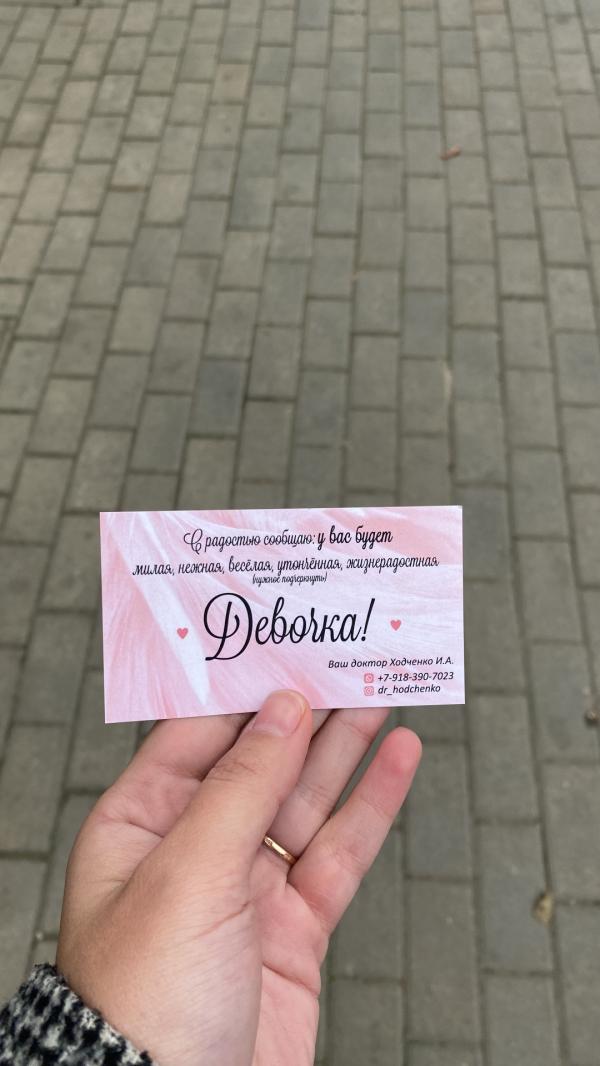 С радостью сообщаю: у вас будет
милая, нежная, весёлая, утончённая, жизнерадостная
(нужное подчеркнуть)
Девочка!
Ваш доктор Ходченко И.А.
+7-918-390-7023
dr_hodchenko